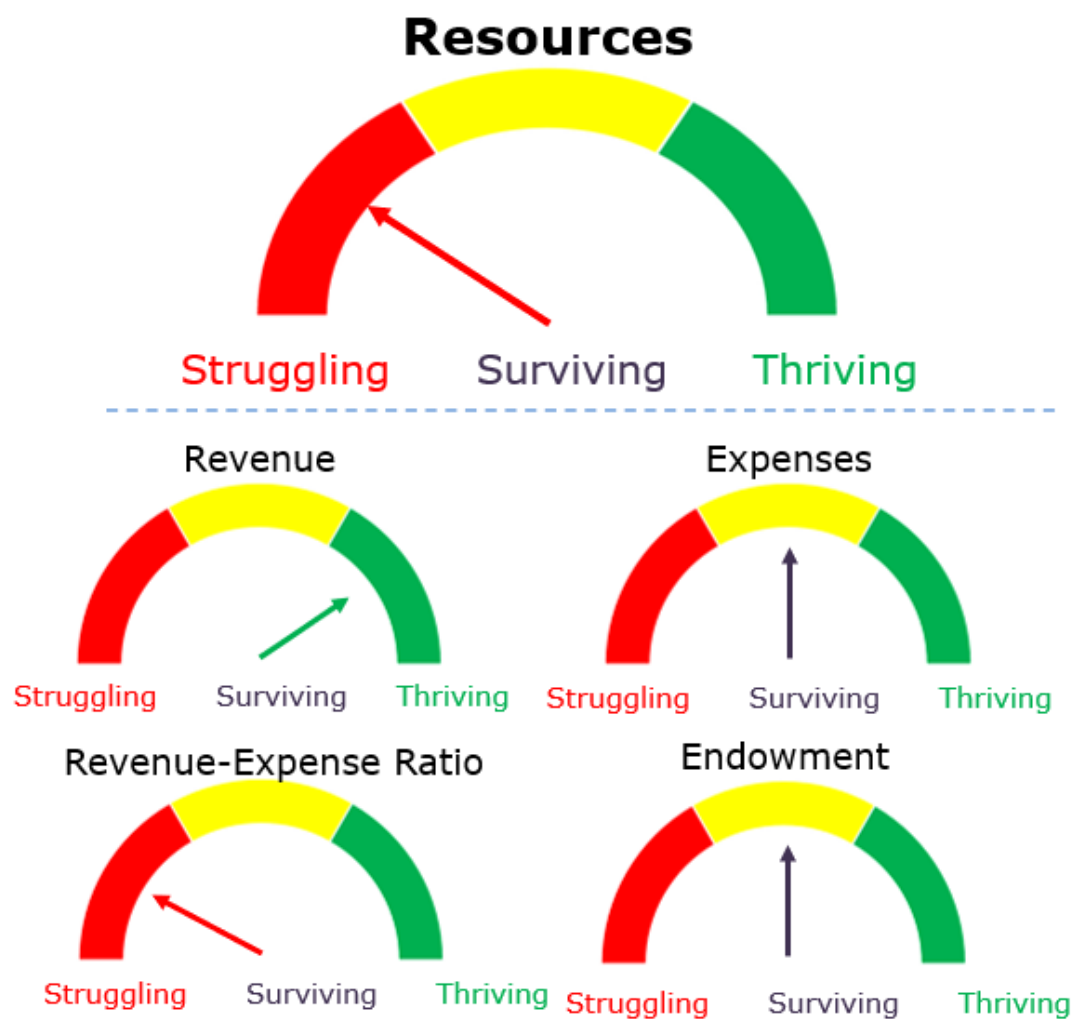 Resources
Struggling Surviving Thriving
Revenue
Struggling Surviving Thriving
Expenses
Struggling Surviving Thriving
Revenue-Expense Ratio
Struggling Surviving Thriving
Endowment
Struggling Surviving Thriving